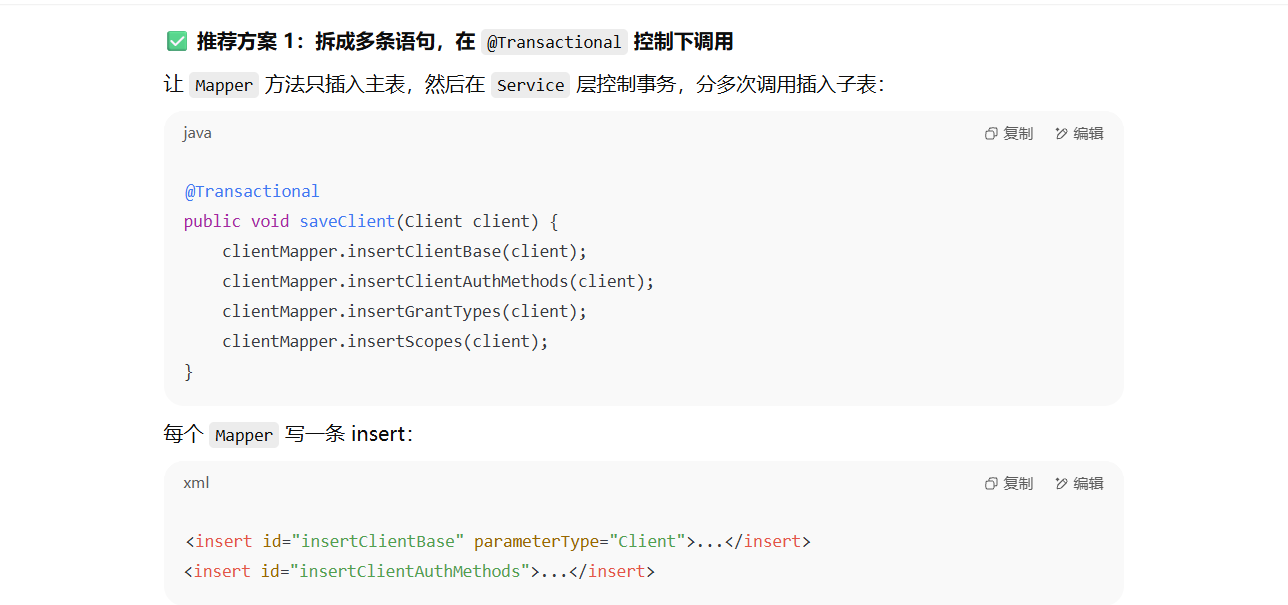 ✅ 推荐方案 1：拆成多条语句，在 @Transactional 控制下调用
让 Mapper 方法只插入主表，然后在 Service 层控制事务，分多次调用插入子表：
java 复制 编辑
@Transactional
public void saveClient(Client client) {
    clientMapper.insertClientBase(client);
    clientMapper.insertClientAuthMethods(client);
    clientMapper.insertGrantTypes(client);
    clientMapper.insertScopes(client);
}
每个 Mapper 写一条 insert：
xml 复制 编辑
<insert id="insertClientBase" parameterType="Client">...</insert>
<insert id="insertClientAuthMethods">...</insert>